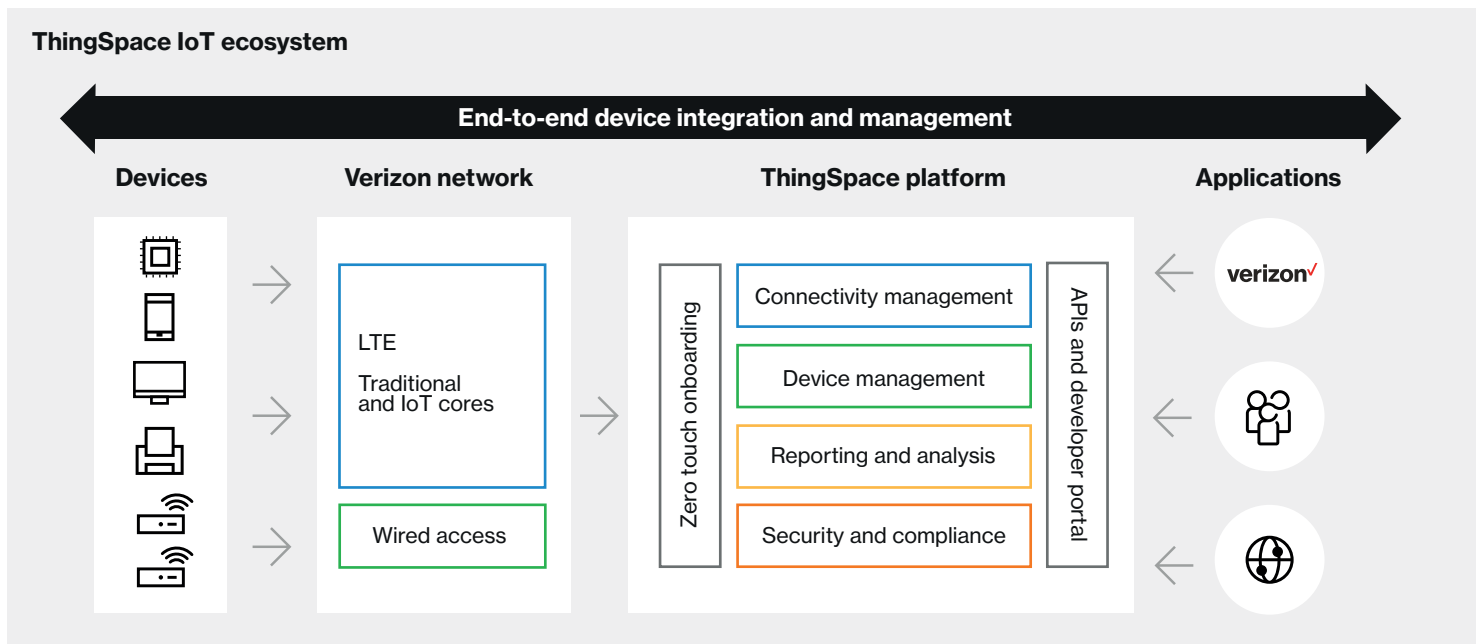 ThingSpace IoT ecosystem
End-to-end device integration and management
Devices
Verizon network
ThingSpace platform
Applications
LTE
Traditional
and IoT cores
Wired access
Zero touch onboarding
Connectivity management
Device management
Reporting and analysis
Security and compliance
APIs and developer portal
verizon✓